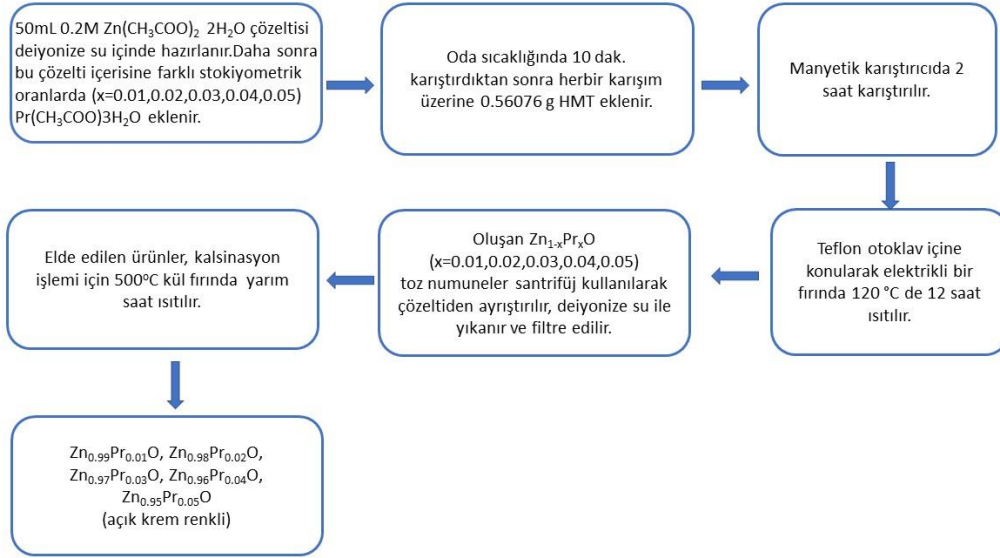 50mL 0.2M Zn(CH₃COO)₂ 2H₂O çözeltisi
deiyonize su içinde hazırlanır.Daha sonra
bu çözelti içerisine farklı stokiyometrik
oranlarda (x=0.01,0.02,0.03,0.04,0.05)
Pr(CH₃COO)3H₂O eklenir.
Oda sıcaklığında 10 dak.
karıştırdıktan sonra herbir karışım
üzerine 0.56076 g HMT eklenir.
Manyetik karıştırıcıda 2
saat karıştırılır.
Teflon otoklav içine
konularak elektrikli bir
fırında 120 °C de 12 saat
ısıtılır.
Oluşan Zn₁₋ₓPrₓO
(x=0.01,0.02,0.03,0.04,0.05)
toz numuneler santrifüj kullanılarak
çözeltiden ayrıştırılır, deiyonize su ile
yıkanır ve filtre edilir.
Elde edilen ürünler, kalsinasyon
işlemi için 500°C kül fırında yarım
saat ısıtılır.
Zn₀.₉₉Pr₀.₀₁O, Zn₀.₉₈Pr₀.₀₂O,
Zn₀.₉₇Pr₀.₀₃O, Zn₀.₉₆Pr₀.₀₄O,
Zn₀.₉₅Pr₀.₀₅O
(açık krem renkli)